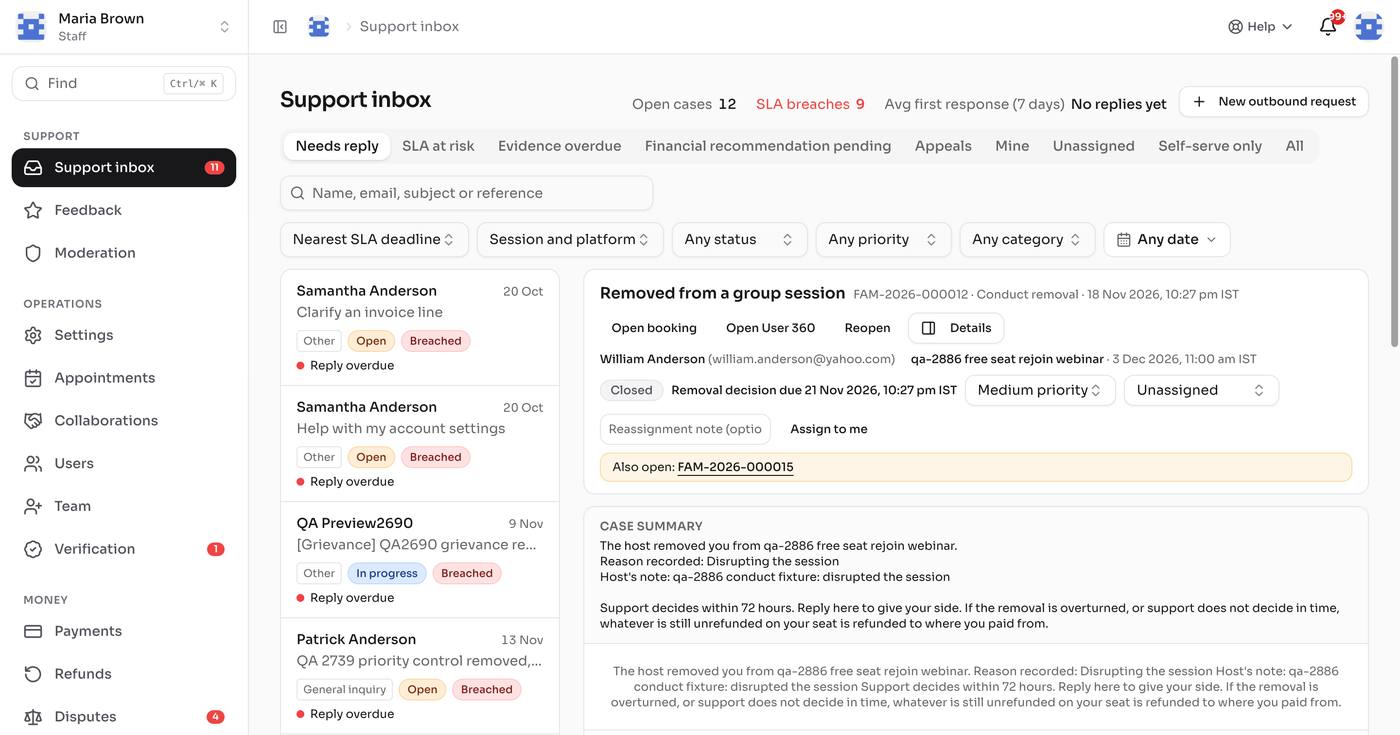 Maria Brown
Staff
Find
Ctrl/⌘ K
SUPPORT
Support inbox 11
Feedback
Moderation
OPERATIONS
Settings
Appointments
Collaborations
Users
Team
Verification 1
MONEY
Payments
Refunds
Disputes 4
Support inbox
Help
99+
Support inbox
Open cases 12 SLA breaches 9 Avg first response (7 days) No replies yet
New outbound request
Needs reply SLA at risk Evidence overdue Financial recommendation pending Appeals Mine Unassigned Self-serve only All
Name, email, subject or reference
Nearest SLA deadline Session and platform Any status Any priority Any category Any date
Samantha Anderson 20 Oct
Clarify an invoice line
Other Open Breached
Reply overdue
Samantha Anderson 20 Oct
Help with my account settings
Other Open Breached
Reply overdue
QA Preview2690 9 Nov
[Grievance] QA2690 grievance re...
Other In progress Breached
Reply overdue
Patrick Anderson 13 Nov
QA 2739 priority control removed,...
General inquiry Open Breached
Reply overdue
Removed from a group session FAM-2026-000012 · Conduct removal · 18 Nov 2026, 10:27 pm IST
Open booking Open User 360 Reopen Details
William Anderson (william.anderson@yahoo.com) qa-2886 free seat rejoin webinar · 3 Dec 2026, 11:00 am IST
Closed Removal decision due 21 Nov 2026, 10:27 pm IST Medium priority Unassigned
Reassignment note (optio Assign to me
Also open: FAM-2026-000015
CASE SUMMARY
The host removed you from qa-2886 free seat rejoin webinar.
Reason recorded: Disrupting the session
Host's note: qa-2886 conduct fixture: disrupted the session
Support decides within 72 hours. Reply here to give your side. If the removal is overturned, or support does not decide in time,
whatever is still unrefunded on your seat is refunded to where you paid from.
The host removed you from qa-2886 free seat rejoin webinar. Reason recorded: Disrupting the session Host's note: qa-2886
conduct fixture: disrupted the session Support decides within 72 hours. Reply here to give your side. If the removal is
overturned, or support does not decide in time, whatever is still unrefunded on your seat is refunded to where you paid from.